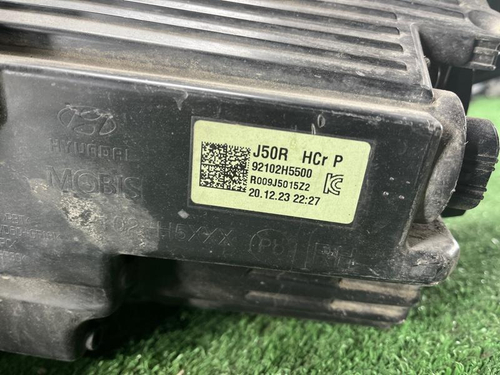 J50R HCr P
92102H5500
R009J5015Z2
20.12.23 22:27
HYUNDAI
MOBIS